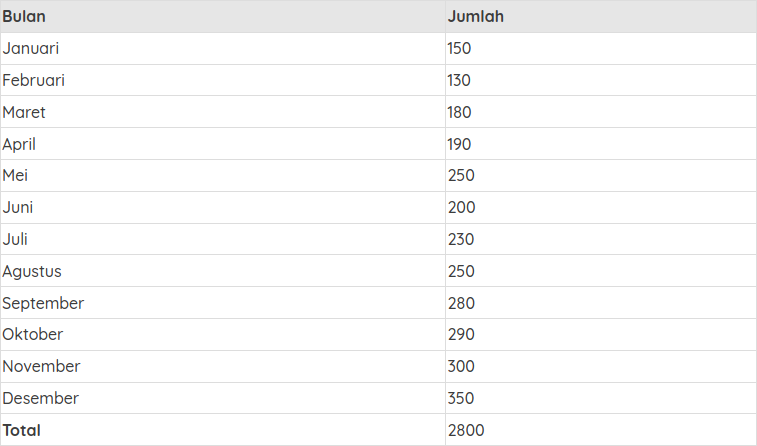 Bulan Jumlah
Januari 150
Februari 130
Maret 180
April 190
Mei 250
Juni 200
Juli 230
Agustus 250
September 280
Oktober 290
November 300
Desember 350
Total 2800